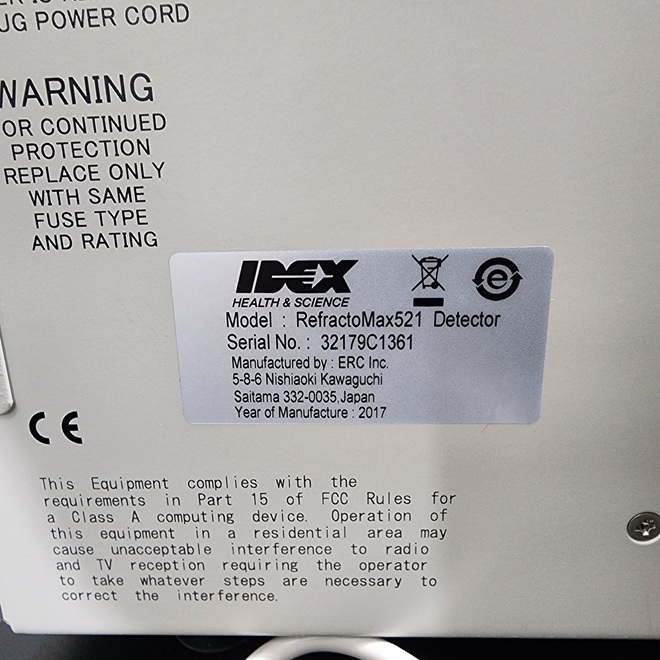 UG POWER CORD
WARNING
OR CONTINUED
PROTECTION
REPLACE ONLY
WITH SAME
FUSE TYPE
AND RATING
IDEX
HEALTH & SCIENCE
e
Model : RefractoMax521 Detector
Serial No. : 32179C1361
Manufactured by : ERC Inc.
5-8-6 Nishiaoki Kawaguchi
Saitama 332-0035,Japan
Year of Manufacture : 2017
CE
This Equipment complies with the
requirements in Part 15 of FCC Rules for
a Class A computing device. Operation of
this equipment in a residential area may
cause unacceptable interference to radio
and TV reception requiring the operator
to take whatever steps are necessary to
correct the interference.